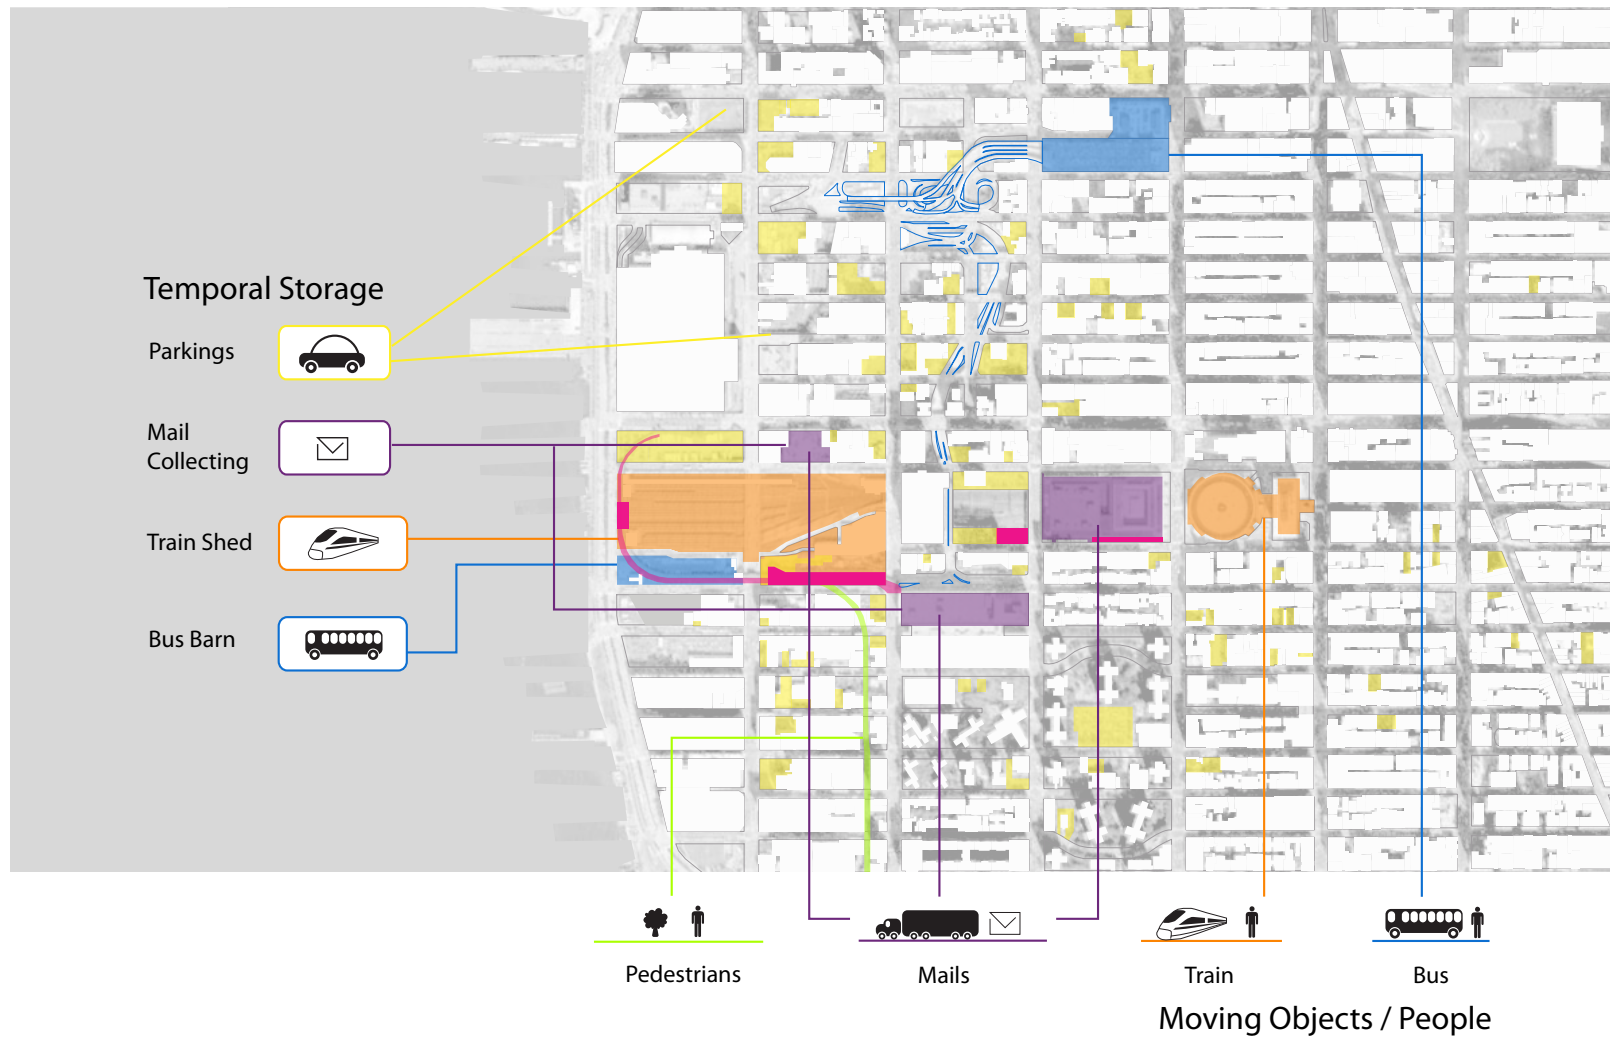 Temporal Storage
Parkings
Mail
Collecting
Train Shed
Bus Barn
Pedestrians
Mails
Train
Bus
Moving Objects / People